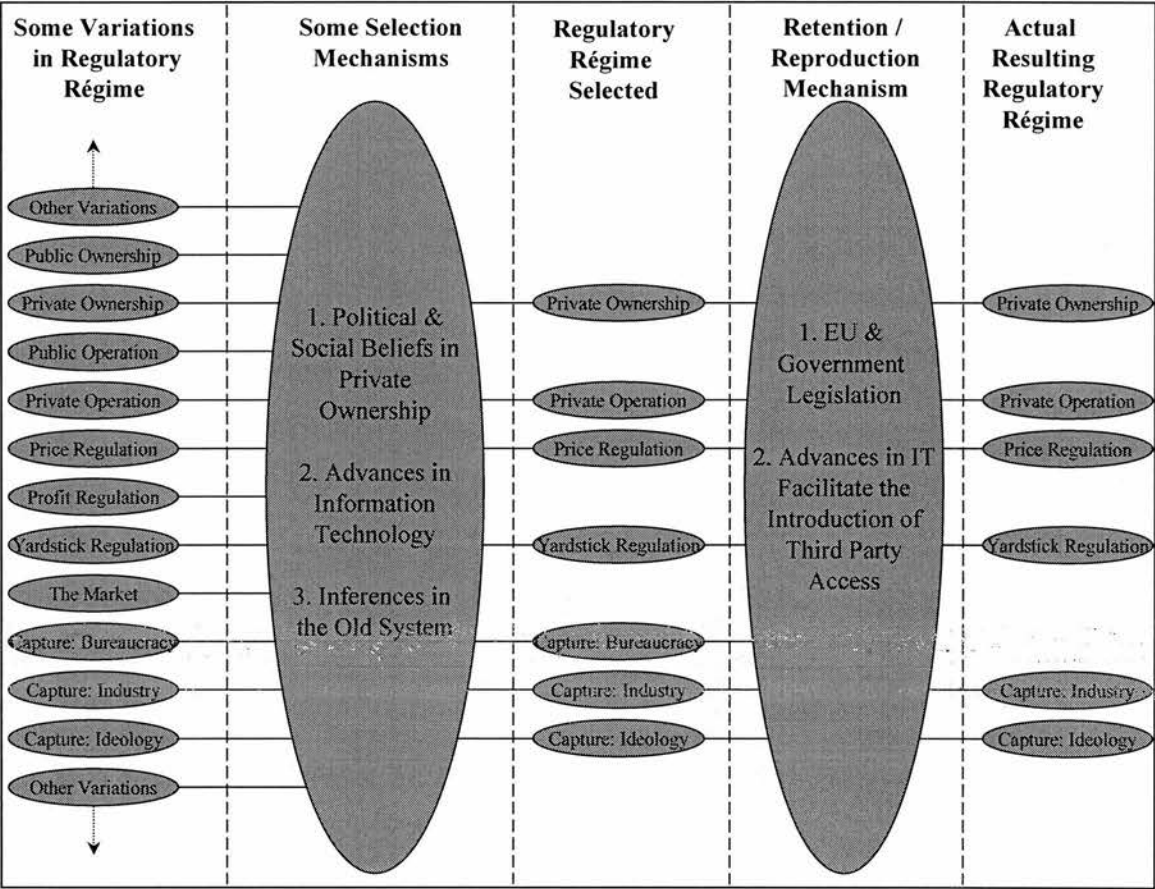 Some Variations
in Regulatory
Régime
Some Selection
Mechanisms
Regulatory
Régime
Selected
Retention /
Reproduction
Mechanism
Actual
Resulting
Regulatory
Régime
Other Variations
Public Ownership
Private Ownership
Public Operation
Private Operation
Price Regulation
Profit Regulation
Yardstick Regulation
The Market
Capture: Bureaucracy
Capture: Industry
Capture: Ideology
Other Variations
1. Political &
Social Beliefs in
Private
Ownership
2. Advances in
Information
Technology
3. Inferences in
the Old System
Private Ownership
Private Operation
Price Regulation
Yardstick Regulation
Capture: Bureaucracy
Capture: Industry
Capture: Ideology
1. EU &
Government
Legislation
2. Advances in IT
Facilitate the
Introduction of
Third Party
Access
Private Ownership
Private Operation
Price Regulation
Yardstick Regulation
Capture: Industry
Capture: Ideology